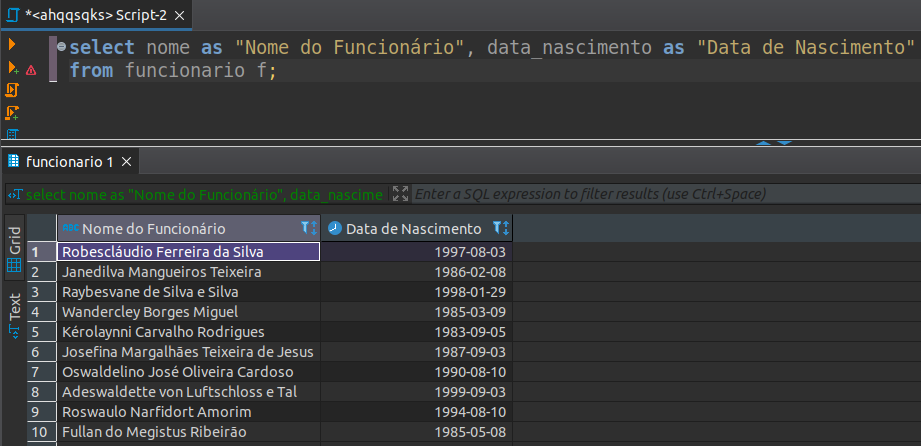 *<ahqqsqks> Script-2
select nome as "Nome do Funcionário", data_nascimento as "Data de Nascimento"
from funcionario f;
funcionario 1
select nome as "Nome do Funcionário", data_nascime
Enter a SQL expression to filter results (use Ctrl+Space)
Grid
Text
Nome do Funcionário Data de Nascimento
1 Robescláudio Ferreira da Silva 1997-08-03
2 Janedilva Mangueiros Teixeira 1986-02-08
3 Raybesvane de Silva e Silva 1998-01-29
4 Wandercley Borges Miguel 1985-03-09
5 Kérolaynni Carvalho Rodrigues 1983-09-05
6 Josefina Margalhães Teixeira de Jesus 1987-09-03
7 Oswaldelino José Oliveira Cardoso 1990-08-10
8 Adeswaldette von Luftschloss e Tal 1999-09-03
9 Roswaulo Narfidort Amorim 1994-08-10
10 Fullan do Megistus Ribeirão 1985-05-08